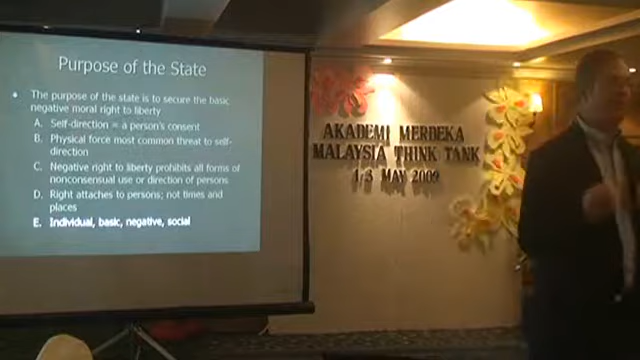 Purpose of the State
• The purpose of the state is to secure the basic
negative moral right to liberty
A. Self-direction = a person's consent
B. Physical force most common threat to self-
direction
C. Negative right to liberty prohibits all forms of
nonconsensual use or direction of persons
D. Right attaches to persons; not times and
places
E. Individual, basic, negative, social
AKADEMI MERDEKA
MALAYSIA THINK TANK
1-3 MAY 2009